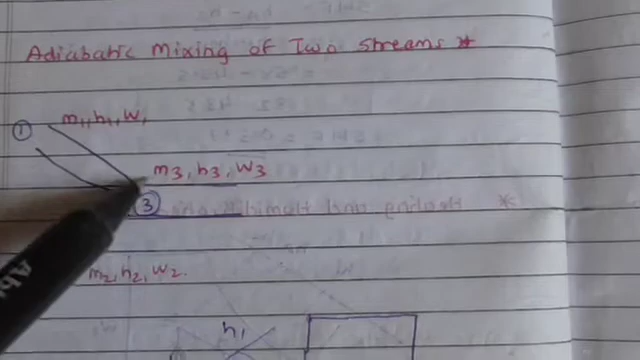 Adiabatic Mixing of Two Streams *
m₁, h₁, W₁
①
m₃, h₃, W₃
③
m₂, h₂, W₂.
h₁